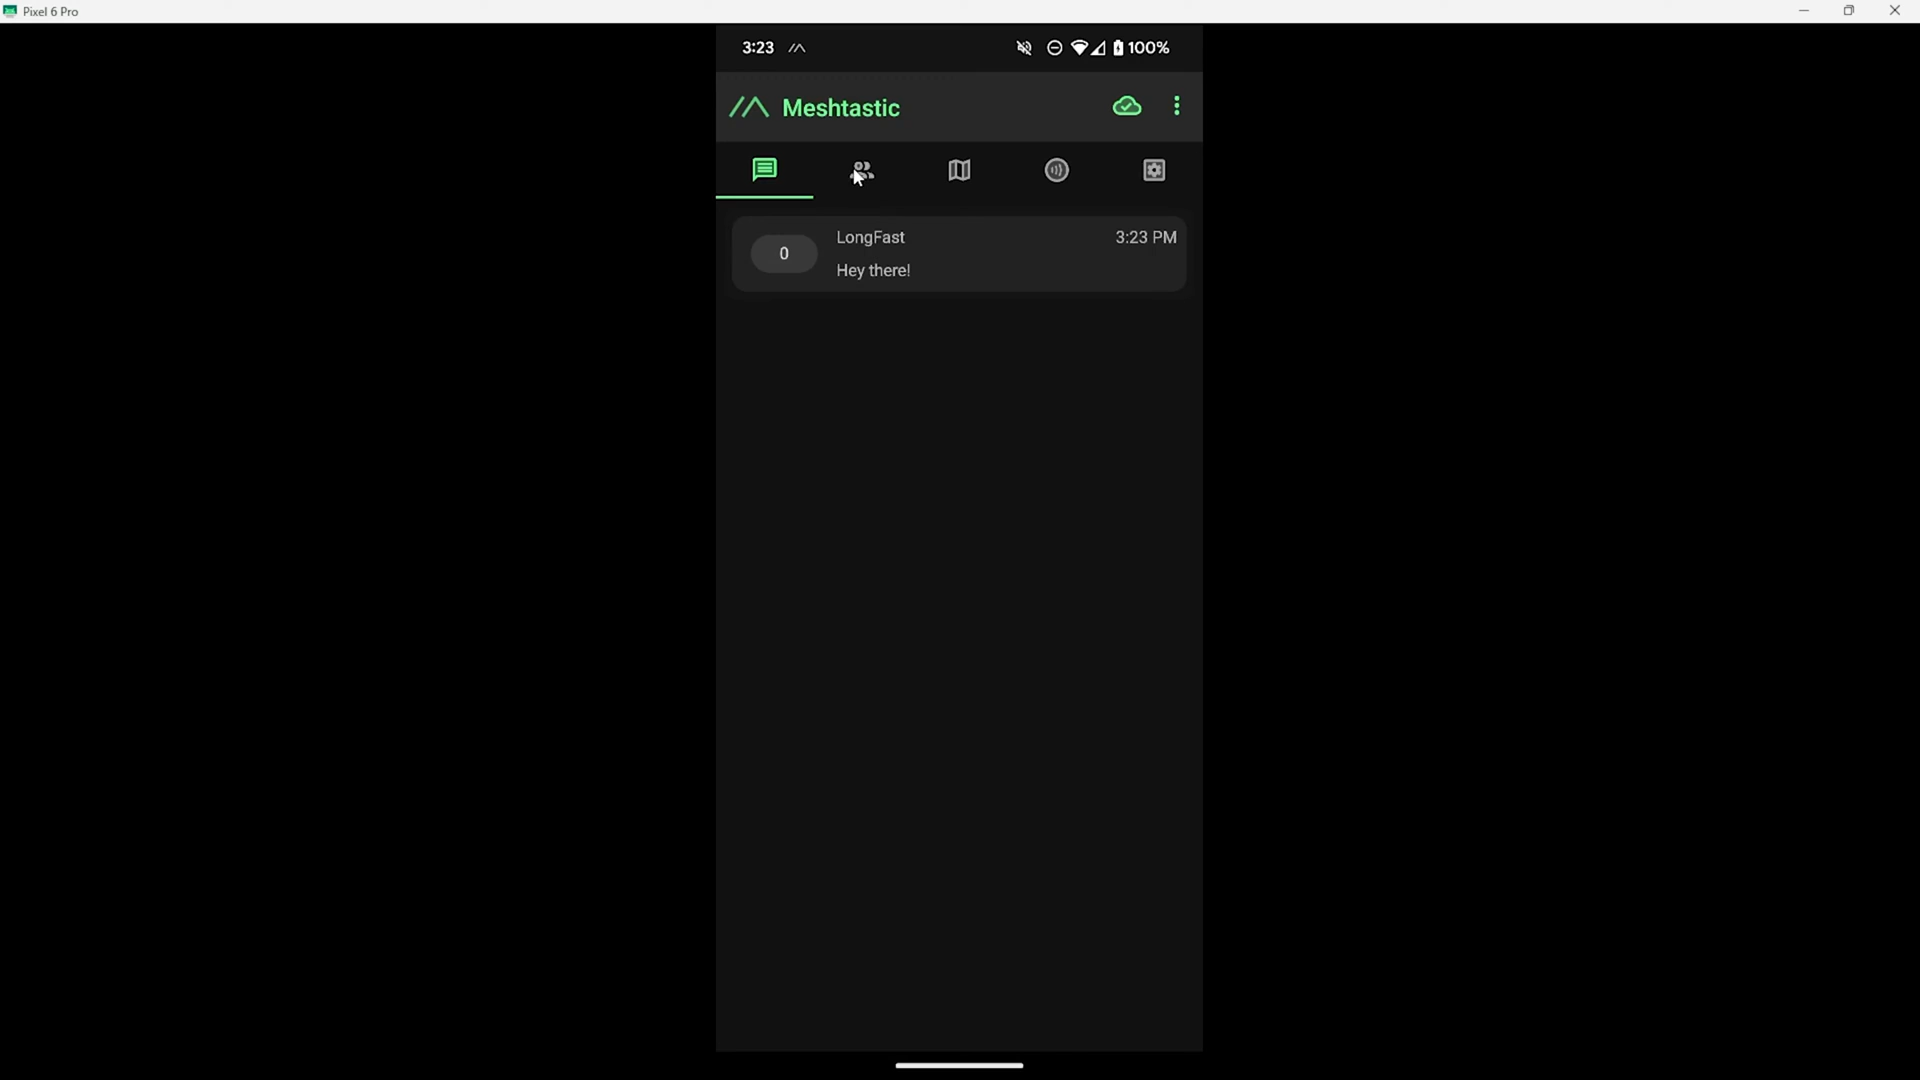 Pixel 6 Pro
3:23
100%
Meshtastic
LongFast 3:23 PM
0
Hey there!